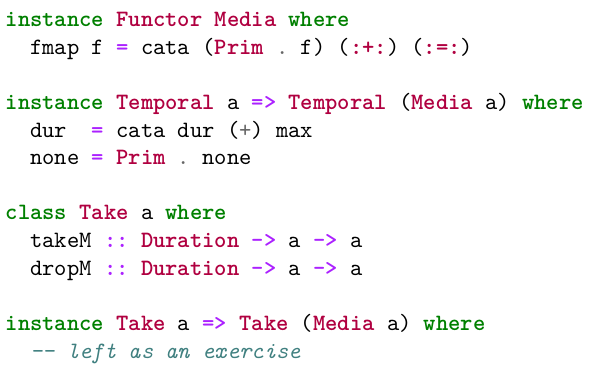 instance Functor Media where
  fmap f = cata (Prim . f) (:+:) (:=:)

instance Temporal a => Temporal (Media a) where
  dur  = cata dur (+) max
  none = Prim . none

class Take a where
  takeM :: Duration -> a -> a
  dropM :: Duration -> a -> a

instance Take a => Take (Media a) where
  -- left as an exercise